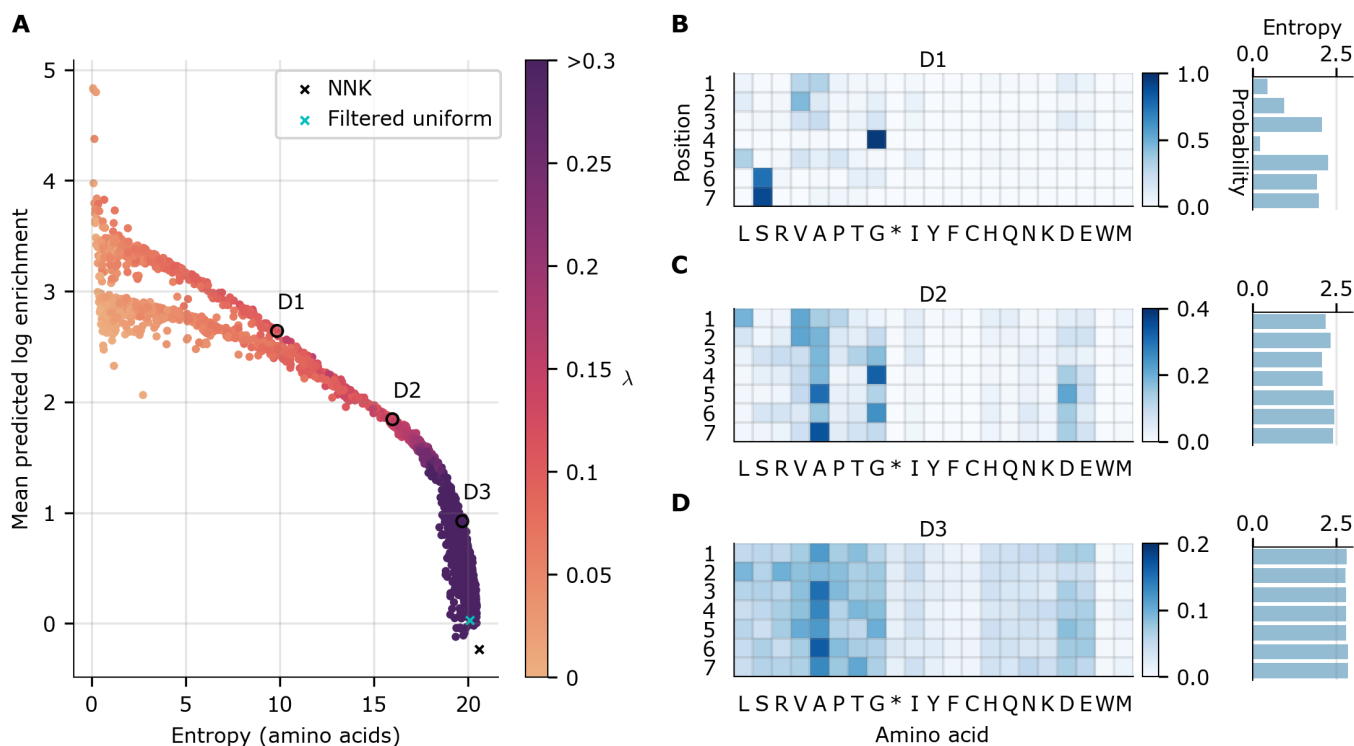 A
Mean predicted log enrichment
5
4
3
2
1
0
0 5 10 15 20
Entropy (amino acids)
NNK
Filtered uniform
D1
D2
D3
>0.3
0.25
0.2
0.15
0.1
0.05
0
λ
B
D1
Position
1
2
3
4
5
6
7
L S R V A P T G * I Y F C H Q N K D E W M
1.0
0.5
0.0
Probability
Entropy
0.0 2.5
C
D2
1
2
3
4
5
6
7
L S R V A P T G * I Y F C H Q N K D E W M
0.4
0.2
0.0
0.0 2.5
D
D3
1
2
3
4
5
6
7
L S R V A P T G * I Y F C H Q N K D E W M
Amino acid
0.2
0.1
0.0
0.0 2.5